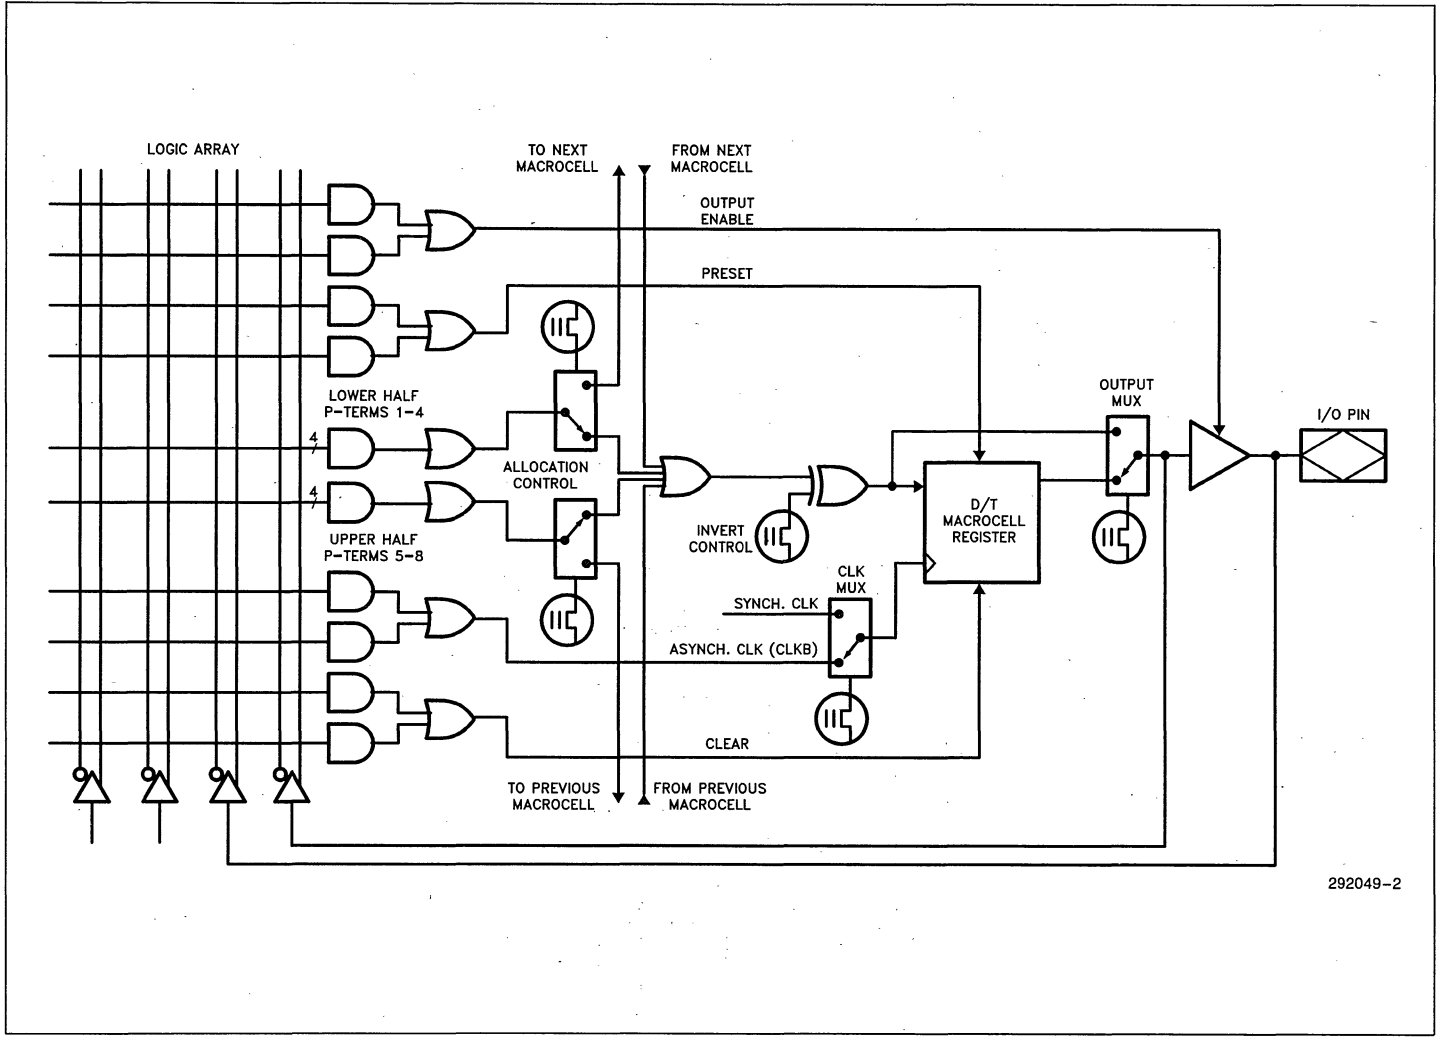 LOGIC ARRAY
TO NEXT
MACROCELL
FROM NEXT
MACROCELL
OUTPUT
ENABLE
PRESET
LOWER HALF
P-TERMS 1-4
4
ALLOCATION
CONTROL
4
UPPER HALF
P-TERMS 5-8
INVERT
CONTROL
D/T
MACROCELL
REGISTER
OUTPUT
MUX
I/O PIN
CLK
MUX
SYNCH. CLK
ASYNCH. CLK (CLKB)
CLEAR
TO PREVIOUS
MACROCELL
FROM PREVIOUS
MACROCELL
292049-2